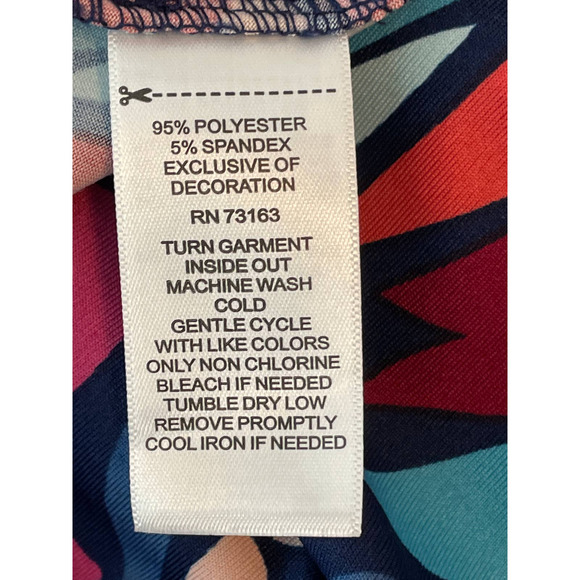 95% POLYESTER
5% SPANDEX
EXCLUSIVE OF
DECORATION
RN 73163
TURN GARMENT
INSIDE OUT
MACHINE WASH
COLD
GENTLE CYCLE
WITH LIKE COLORS
ONLY NON CHLORINE
BLEACH IF NEEDED
TUMBLE DRY LOW
REMOVE PROMPTLY
COOL IRON IF NEEDED